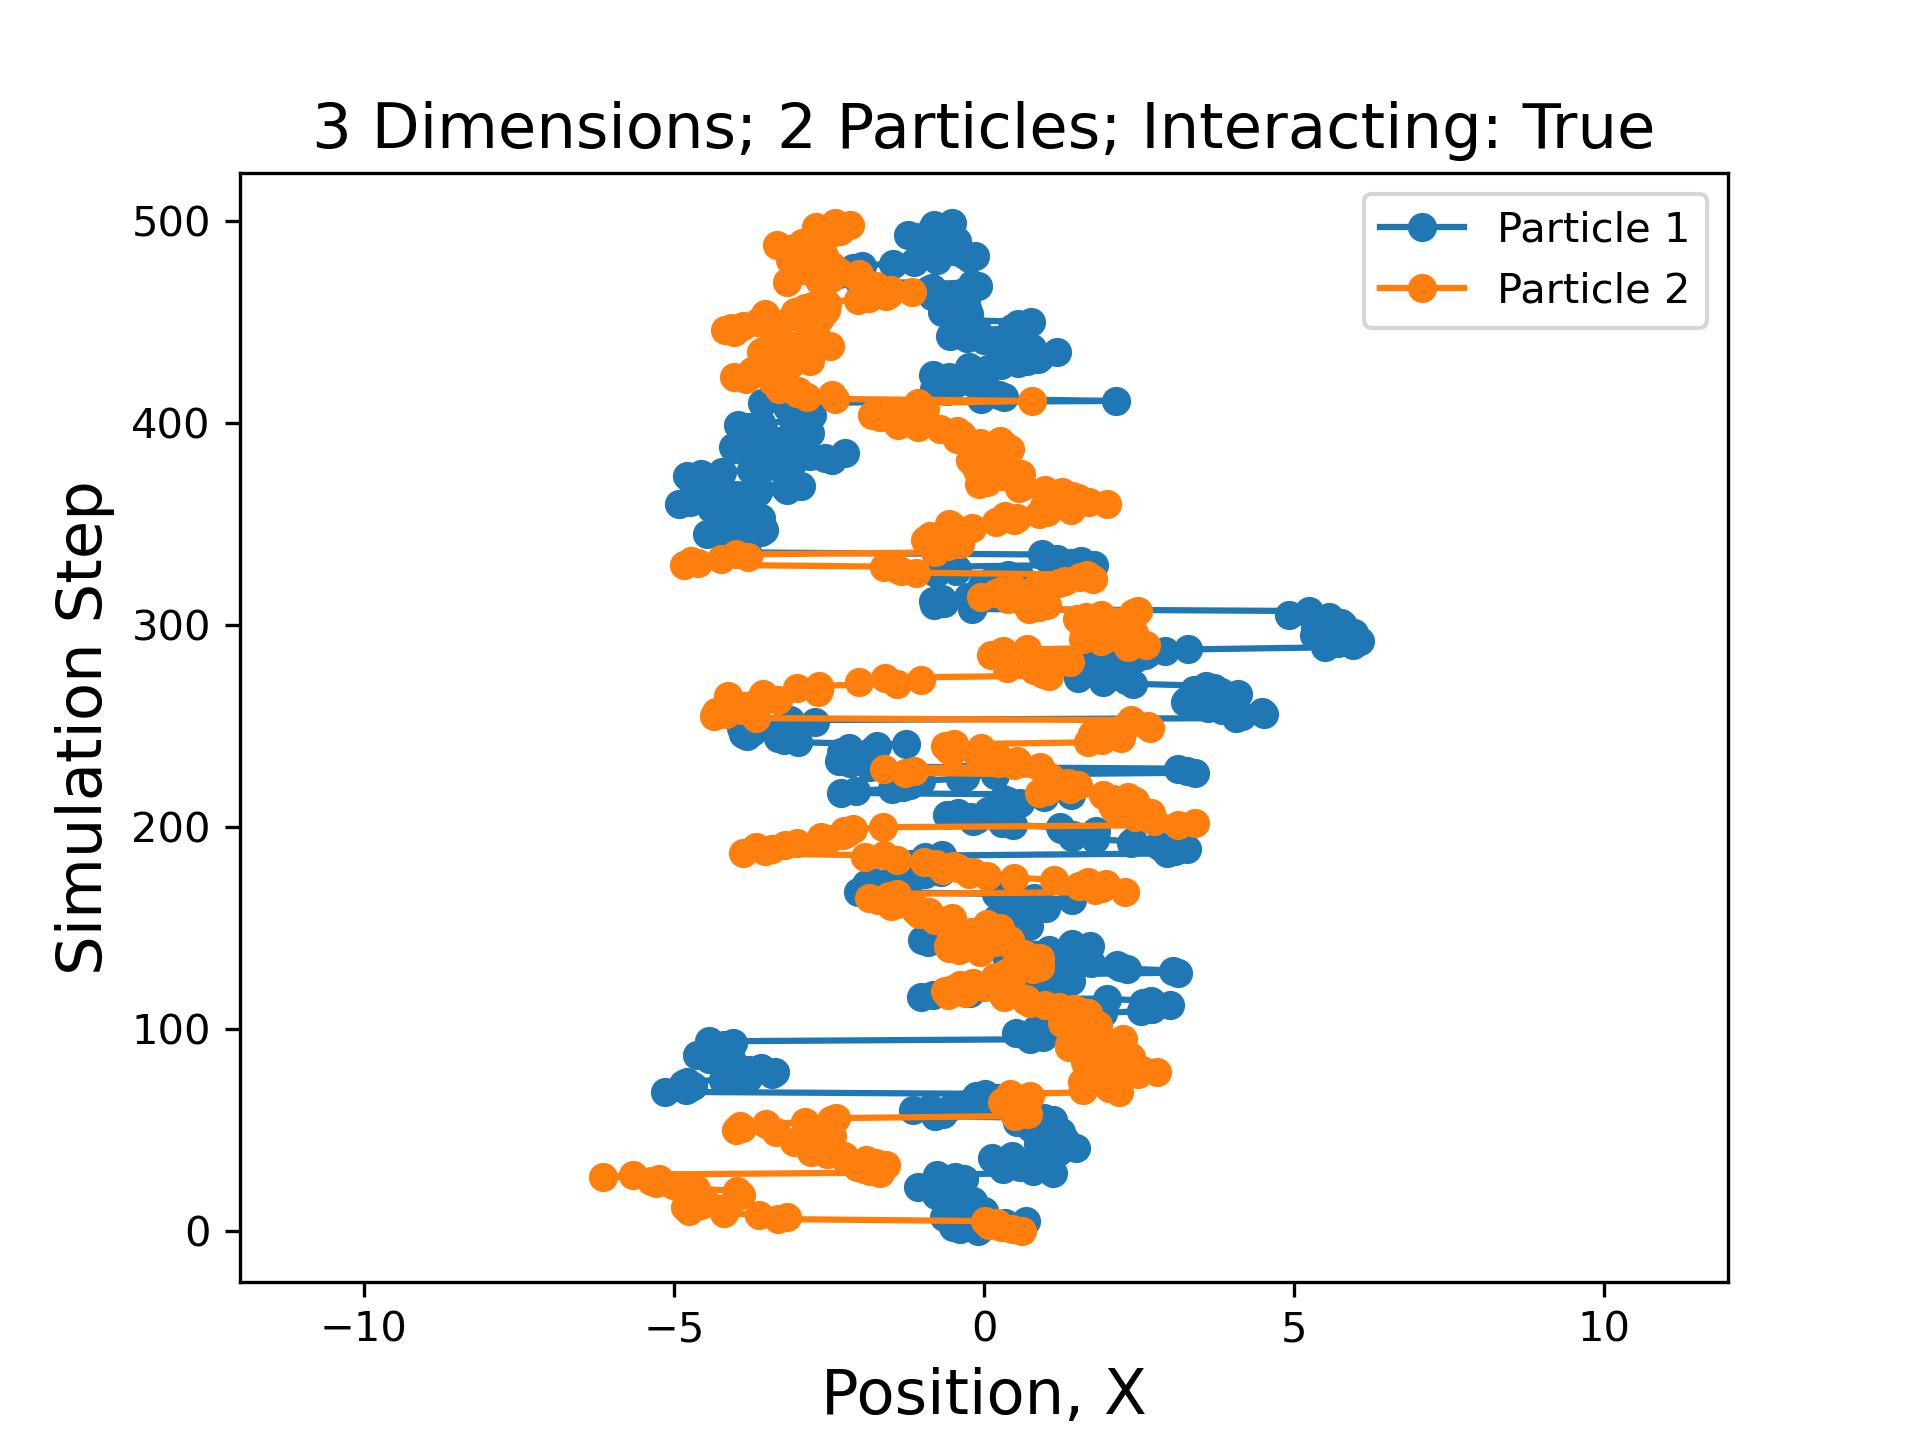 3 Dimensions; 2 Particles; Interacting: True
Particle 1
Particle 2
Simulation Step
500
400
300
200
100
0
−10
−5
0
5
10
Position, X